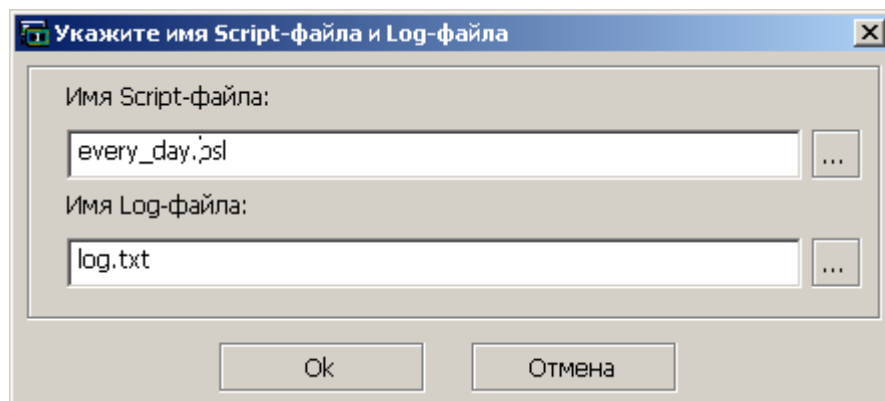 Укажите имя Script-файла и Log-файла
Имя Script-файла:
every_day.psl
...
Имя Log-файла:
log.txt
...
Ok Отмена